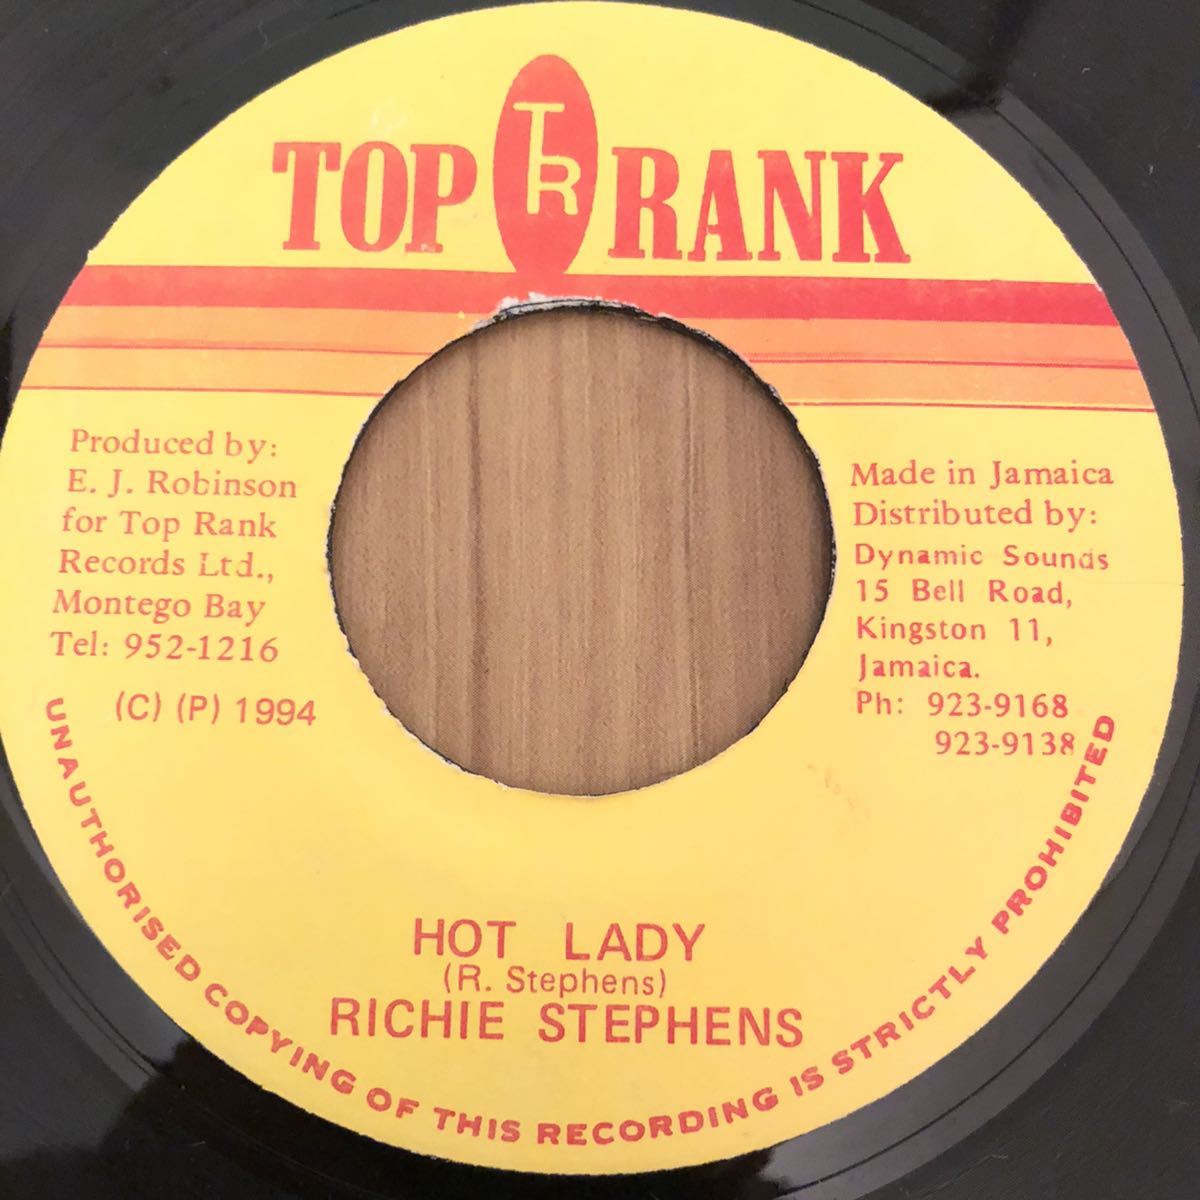 TOP TR RANK
Produced by:
E. J. Robinson
for Top Rank
Records Ltd.,
Montego Bay
Tel: 952-1216
(C) (P) 1994
Made in Jamaica
Distributed by:
Dynamic Sounds
15 Bell Road,
Kingston 11,
Jamaica.
Ph: 923-9168
923-9138
HOT LADY
(R. Stephens)
RICHIE STEPHENS
UNAUTHORISED COPYING OF THIS RECORDING IS STRICTLY PROHIBITED